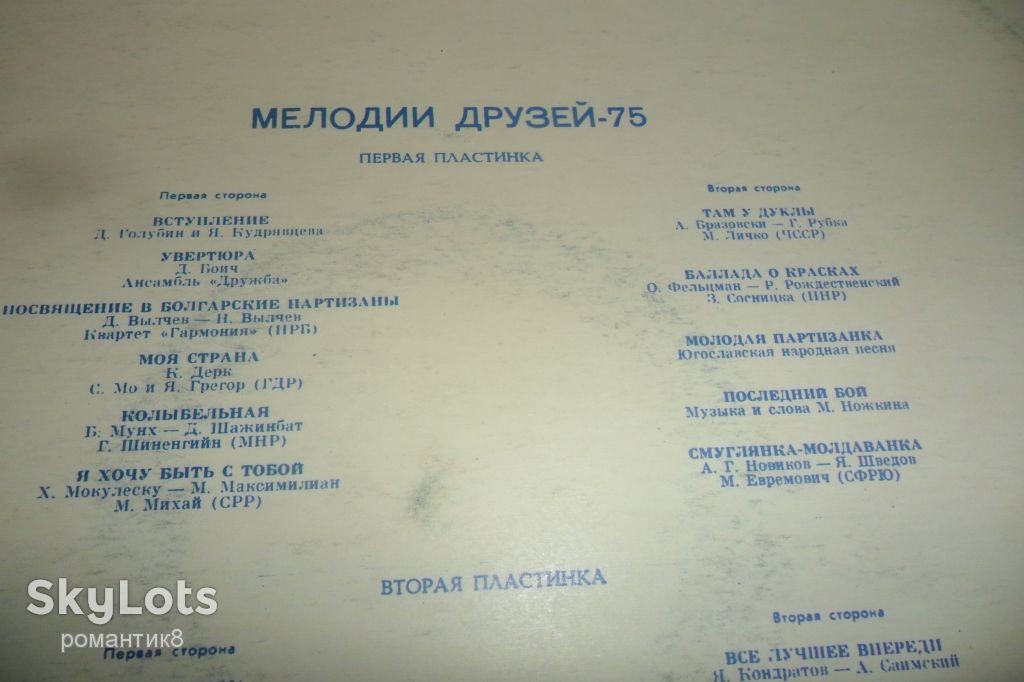 МЕЛОДИИ ДРУЗЕЙ-75
ПЕРВАЯ ПЛАСТИНКА
Первая сторона
ВСТУПЛЕНИЕ
Д. Голубин и Я. Кудрявцева
УВЕРТЮРА
Д. Боич
Ансамбль «Дружба»
ПОСВЯЩЕНИЕ В БОЛГАРСКИЕ ПАРТИЗАНЫ
Д. Вылчев — Н. Вылчев
Квартет «Гармония» (НРБ)
МОЯ СТРАНА
К. Дерк
С. Мо и Я. Грегор (ГДР)
КОЛЫБЕЛЬНАЯ
Б. Мунх — Д. Шажинбат
Г. Шиненгийн (МНР)
Я ХОЧУ БЫТЬ С ТОБОЙ
Х. Мокулеску — М. Максимилиан
М. Михай (СРР)
Вторая сторона
ТАМ У ДУКЛЫ
А. Бразовски — Г. Рубка
М. Личко (ЧССР)
БАЛЛАДА О КРАСКАХ
О. Фельцман — Р. Рождественский
З. Сосницка (ПНР)
МОЛОДАЯ ПАРТИЗАНКА
Югославская народная песня
ПОСЛЕДНИЙ БОЙ
Музыка и слова М. Ножкина
СМУГЛЯНКА-МОЛДАВАНКА
А. Г. Новиков — Я. Шведов
М. Евремович (СФРЮ)
ВТОРАЯ ПЛАСТИНКА
Первая сторона
Вторая сторона
ВСЕ ЛУЧШЕЕ ВПЕРЕДИ
Я. Кондратов — А. Саимский
SkyLots
романтик8